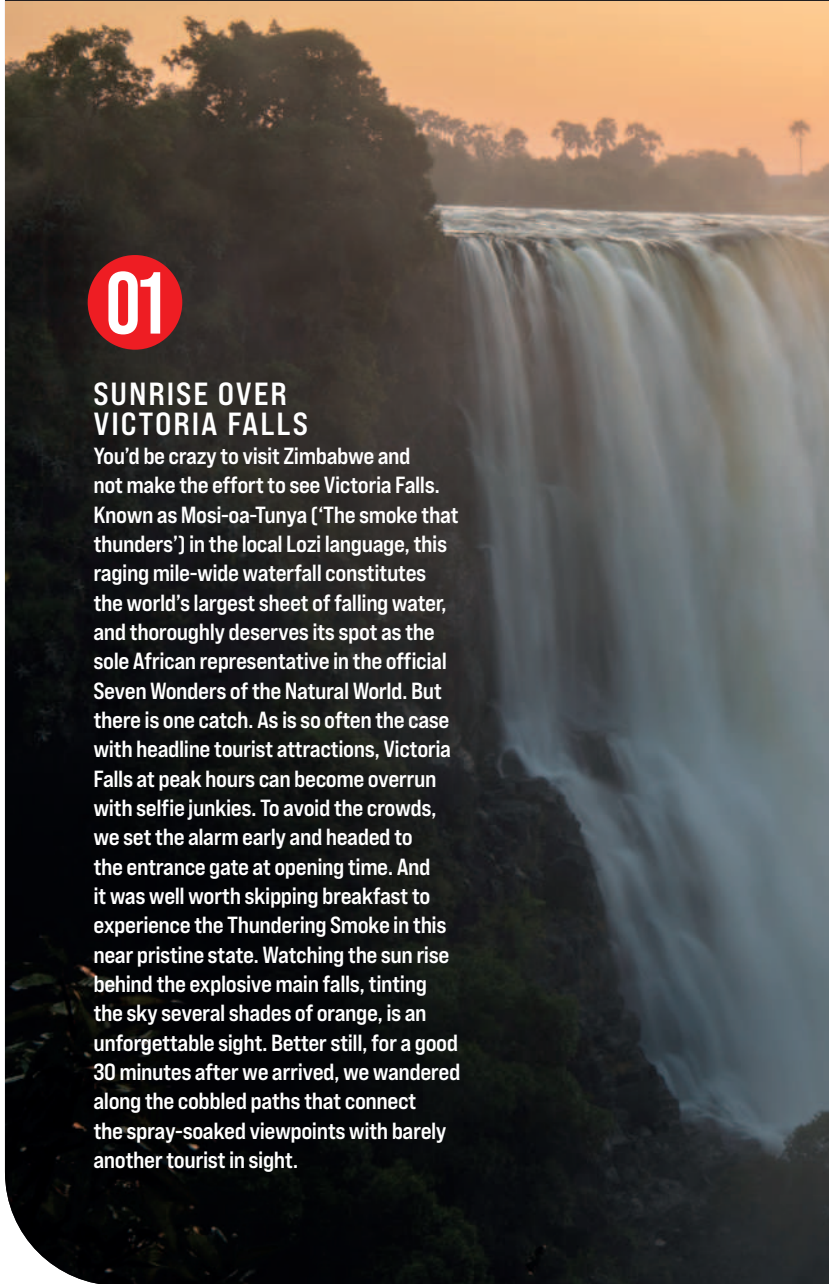 01
SUNRISE OVER
VICTORIA FALLS
You’d be crazy to visit Zimbabwe and
not make the effort to see Victoria Falls.
Known as Mosi-oa-Tunya (‘The smoke that
thunders’) in the local Lozi language, this
raging mile-wide waterfall constitutes
the world’s largest sheet of falling water,
and thoroughly deserves its spot as the
sole African representative in the official
Seven Wonders of the Natural World. But
there is one catch. As is so often the case
with headline tourist attractions, Victoria
Falls at peak hours can become overrun
with selfie junkies. To avoid the crowds,
we set the alarm early and headed to
the entrance gate at opening time. And
it was well worth skipping breakfast to
experience the Thundering Smoke in this
near pristine state. Watching the sun rise
behind the explosive main falls, tinting
the sky several shades of orange, is an
unforgettable sight. Better still, for a good
30 minutes after we arrived, we wandered
along the cobbled paths that connect
the spray-soaked viewpoints with barely
another tourist in sight.